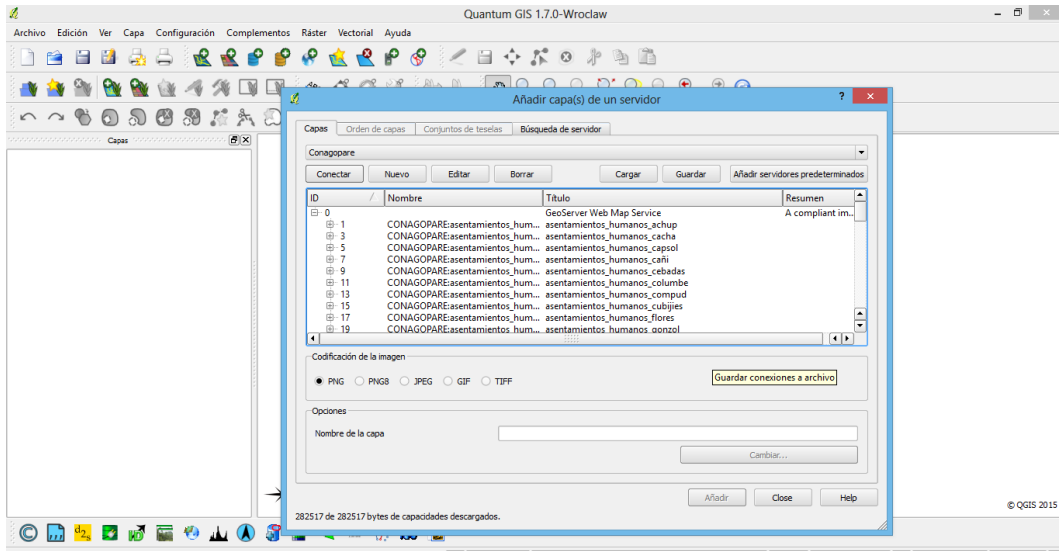 Quantum GIS 1.7.0-Wroclaw
Archivo Edición Ver Capa Configuración Complementos Ráster Vectorial Ayuda
Capas
Añadir capa(s) de un servidor
Capas Orden de capas Conjuntos de teselas Búsqueda de servidor
Conagopare
Conectar Nuevo Editar Borrar Cargar Guardar Añadir servidores predeterminados
ID Nombre Título Resumen
0 GeoServer Web Map Service A compliant im...
1 CONAGOPARE:asentamientos_hum... asentamientos_humanos_achup
3 CONAGOPARE:asentamientos_hum... asentamientos_humanos_cacha
5 CONAGOPARE:asentamientos_hum... asentamientos_humanos_capsol
7 CONAGOPARE:asentamientos_hum... asentamientos_humanos_cañi
9 CONAGOPARE:asentamientos_hum... asentamientos_humanos_cebadas
11 CONAGOPARE:asentamientos_hum... asentamientos_humanos_columbe
13 CONAGOPARE:asentamientos_hum... asentamientos_humanos_compud
15 CONAGOPARE:asentamientos_hum... asentamientos_humanos_cubijies
17 CONAGOPARE:asentamientos_hum... asentamientos_humanos_flores
19 CONAGOPARE:asentamientos_hum... asentamientos_humanos_gonzol
Codificación de la imagen
PNG PNG8 JPEG GIF TIFF
Guardar conexiones a archivo
Opciones
Nombre de la capa
Cambiar...
Añadir Close Help
282517 de 282517 bytes de capacidades descargados.
© QGIS 2015